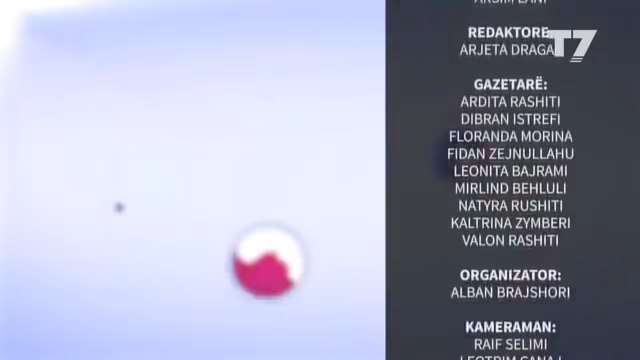 REDAKTORE
T7
GAZETARË:
ARDITA RASHITI
DIBRAN ISTREFI
FLORANDA MORINA
FIDAN ZEJNULLAHU
LEONITA BAJRAMI
MIRLIND BEHLULI
NATYRA RUSHITI
KALTRINA ZYMBERI
VALON RASHITI
ORGANIZATOR:
ALBAN BRAJSHORI
KAMERAMAN:
RAIF SELIMI
ARJETA